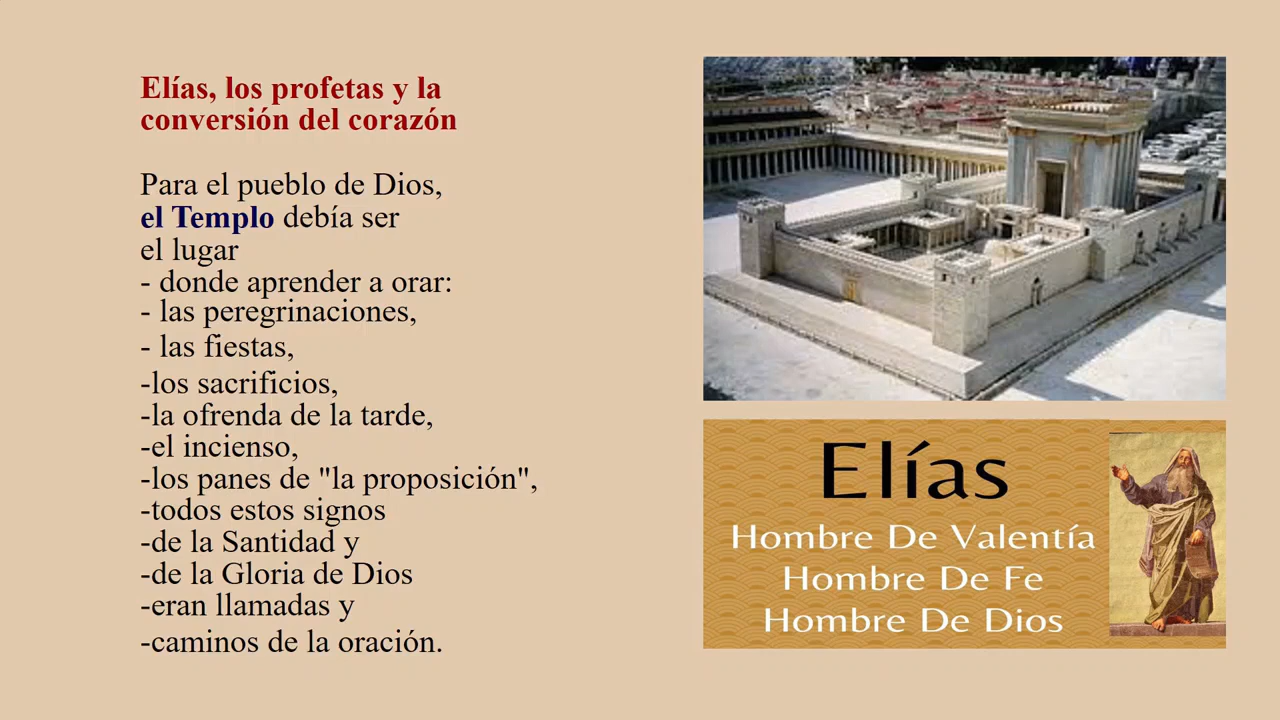 Elías, los profetas y la
conversión del corazón
Para el pueblo de Dios,
el Templo debía ser
el lugar
- donde aprender a orar:
- las peregrinaciones,
- las fiestas,
-los sacrificios,
-la ofrenda de la tarde,
-el incienso,
-los panes de "la proposición",
-todos estos signos
-de la Santidad y
-de la Gloria de Dios
-eran llamadas y
-caminos de la oración.
Elías
Hombre De Valentía
Hombre De Fe
Hombre De Dios